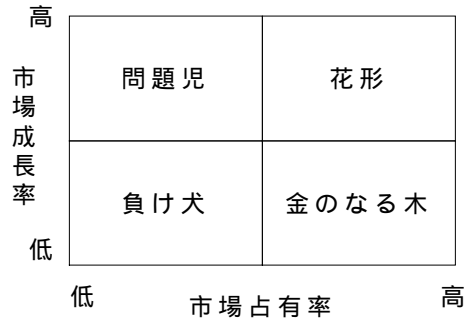 高
問題児
花形
市場成長率
負け犬
金のなる木
低
低
市場占有率
高